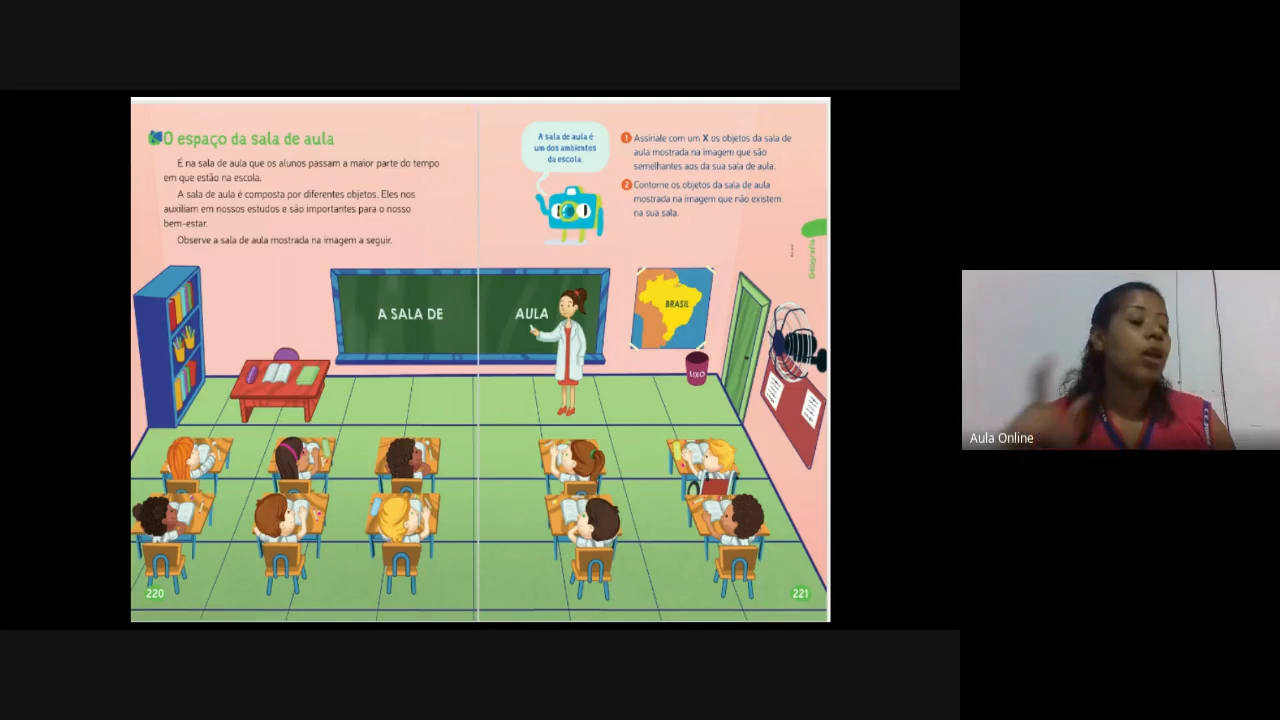 O espaço da sala de aula
É na sala de aula que os alunos passam a maior parte do tempo
em que estão na escola.
A sala de aula é composta por diferentes objetos. Eles nos
auxiliam em nossos estudos e são importantes para o nosso
bem-estar.
Observe a sala de aula mostrada na imagem a seguir.
A sala de aula é
um dos ambientes
da escola.
1 Assinale com um X os objetos da sala de
aula mostrada na imagem que são
semelhantes aos da sua sala de aula.
2 Contorne os objetos da sala de aula
mostrada na imagem que não existem
na sua sala.
Geografia
A SALA DE AULA
BRASIL
LIXO
220
221
Aula Online